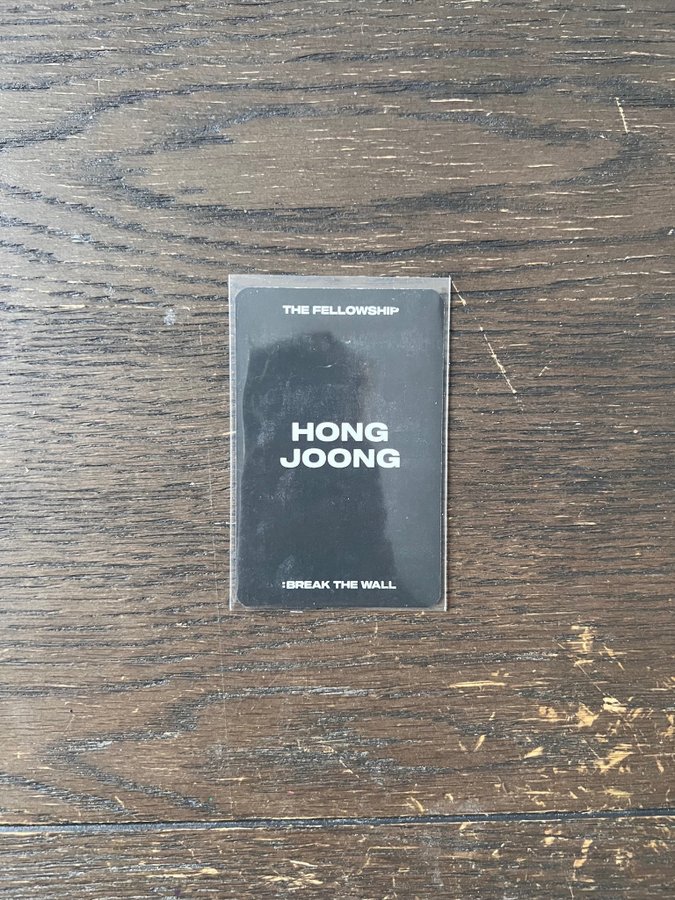 THE FELLOWSHIP
HONG
JOONG
:BREAK THE WALL